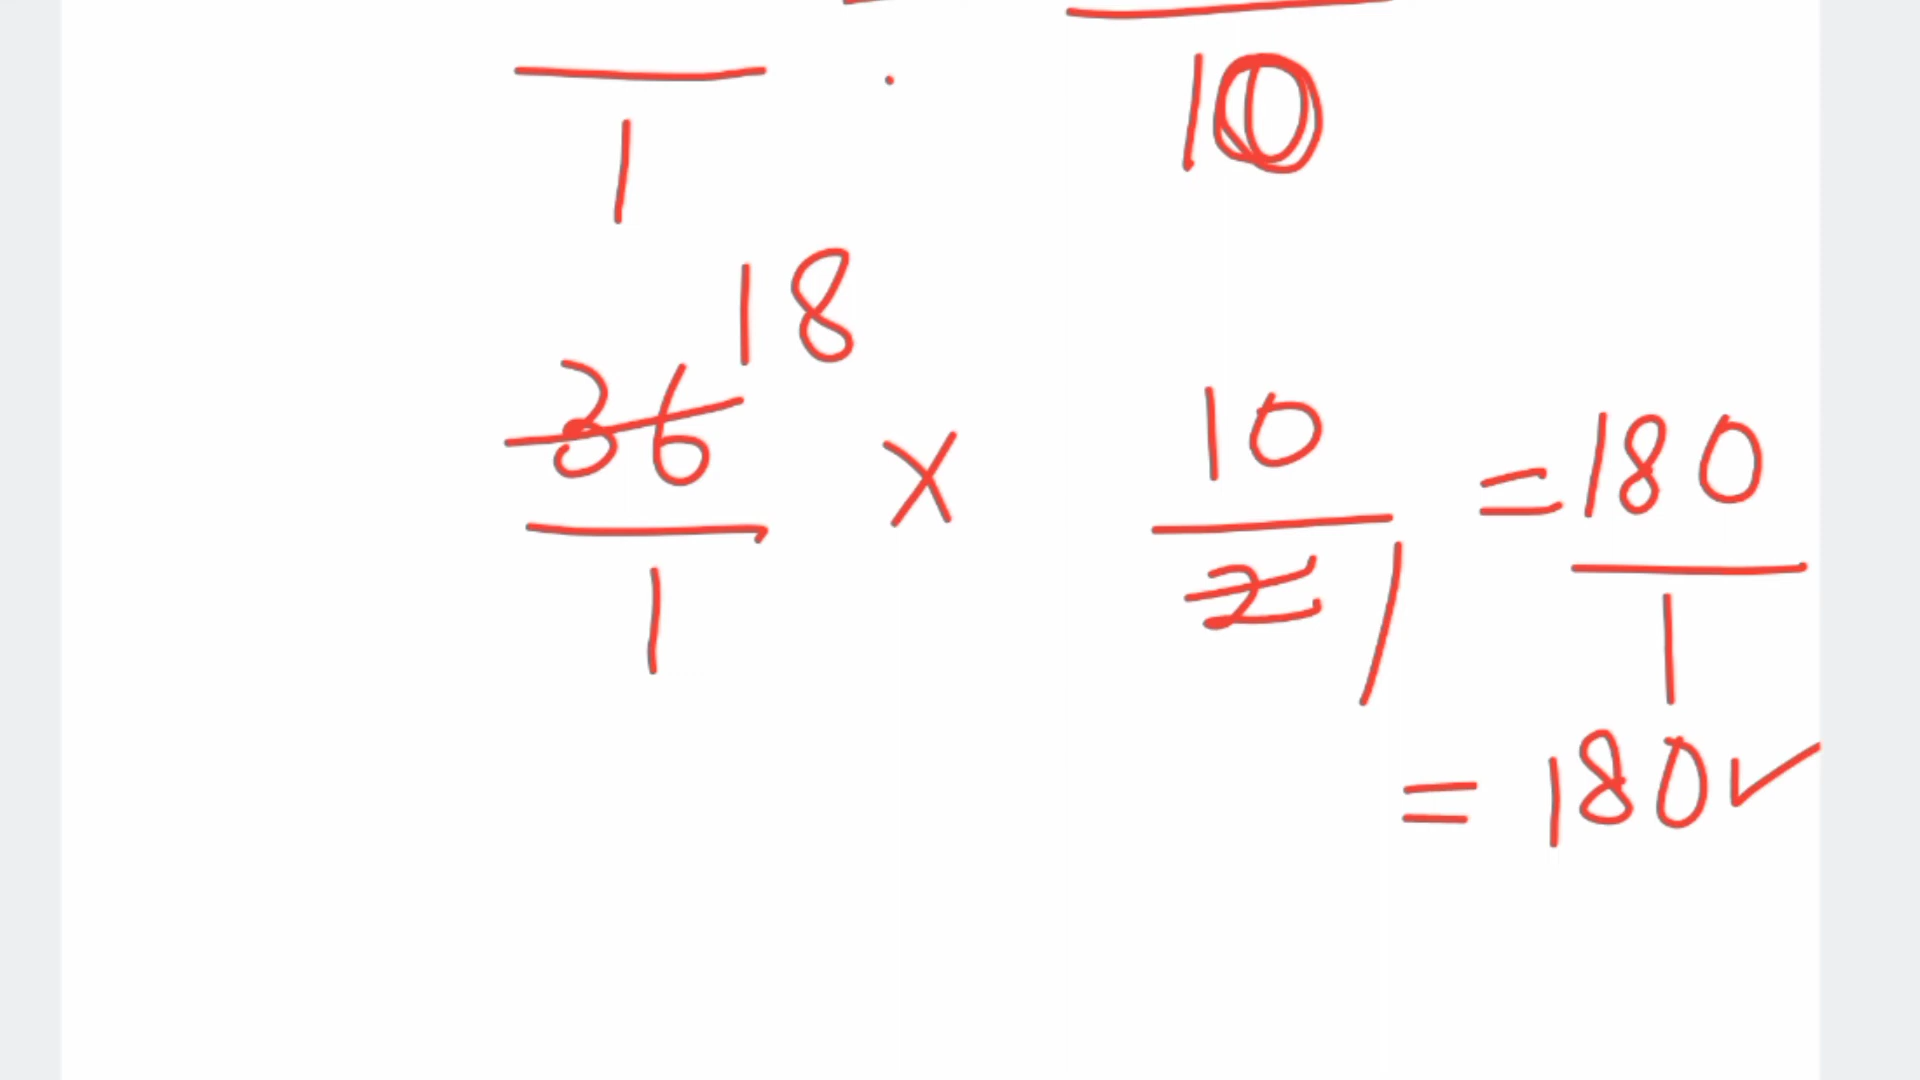 1 10
18
36 × 10 = 180
1 2 1 1
= 180 ✓